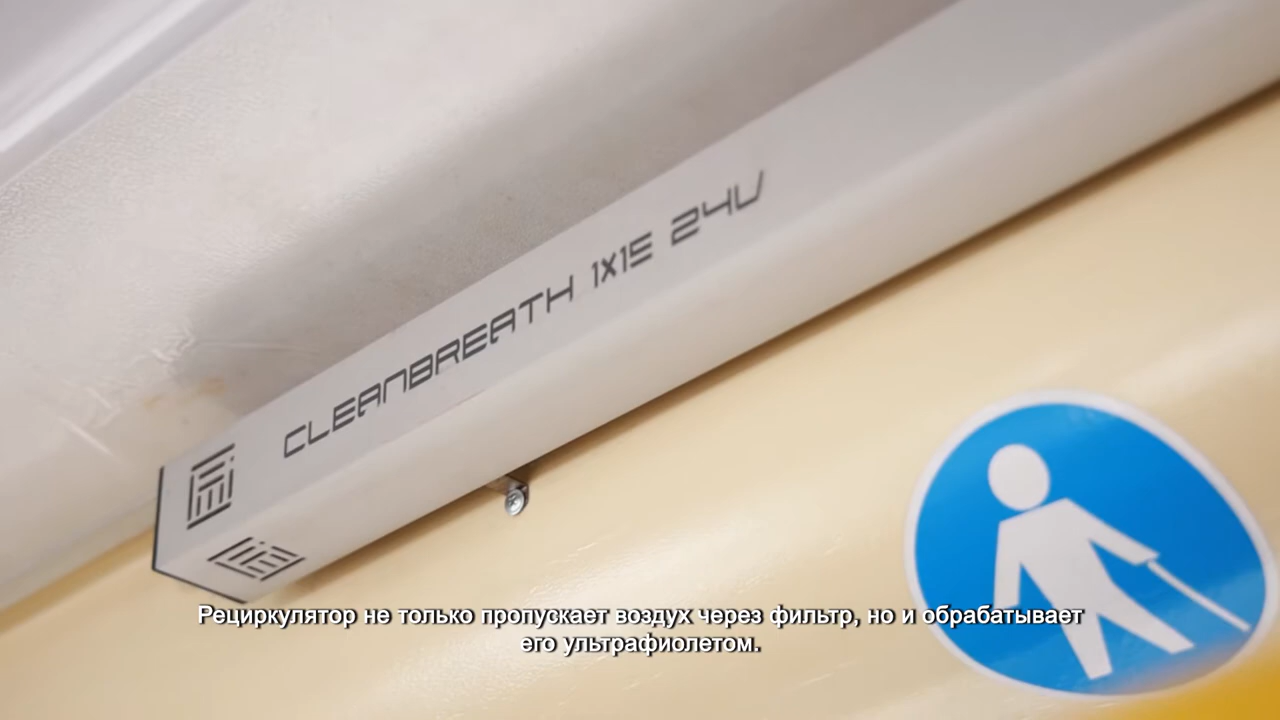 CLEANBREATH 1X15 24V
Рециркулятор не только пропускает воздух через фильтр, но и обрабатывает
его ультрафиолетом.